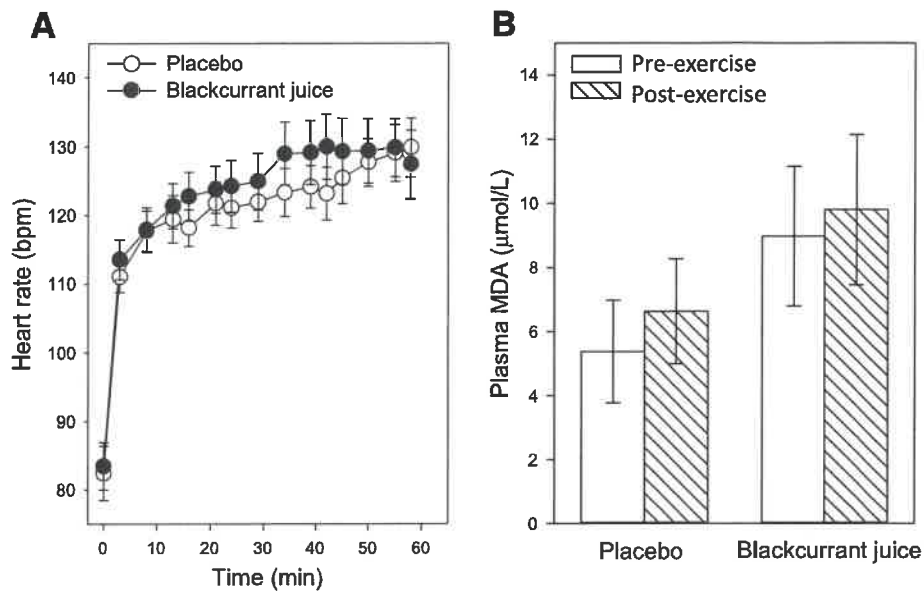 A
Placebo
Blackcurrant juice
140
130
120
110
100
90
80
0 10 20 30 40 50 60
Heart rate (bpm)
Time (min)
B
Pre-exercise
Post-exercise
14
12
10
8
6
4
2
0
Plasma MDA (µmol/L)
Placebo Blackcurrant juice